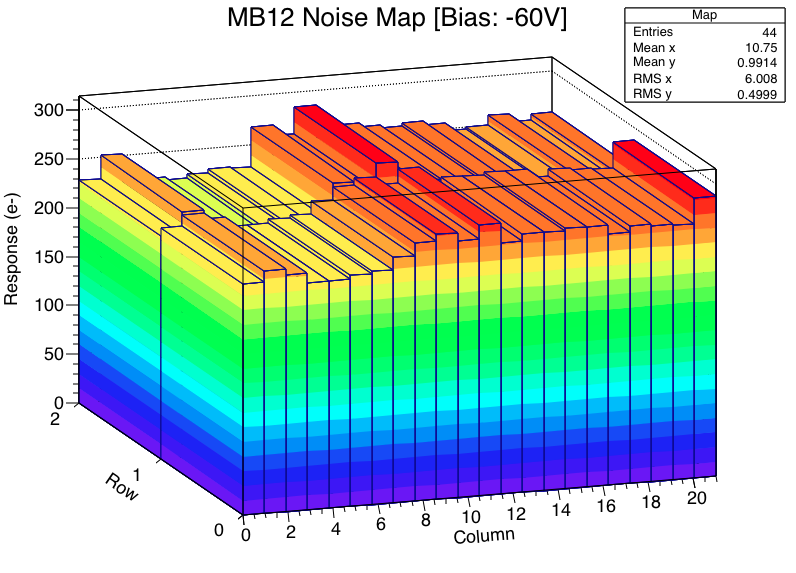 MB12 Noise Map [Bias: -60V]
Map
Entries 44
Mean x 10.75
Mean y 0.9914
RMS x 6.008
RMS y 0.4999
Response (e-)
300
250
200
150
100
50
0
2
1
0
Row
0 2 4 6 8 10 12 14 16 18 20
Column